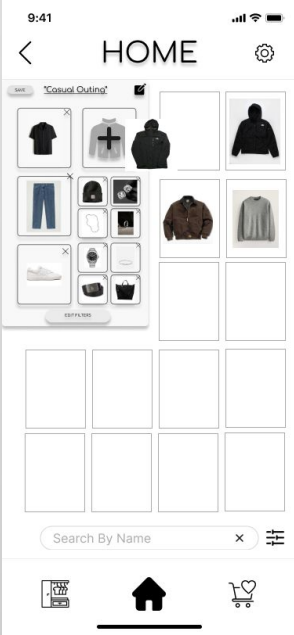 9:41
HOME
SAVE "Casual Outing"
EDIT FILTERS
Search By Name